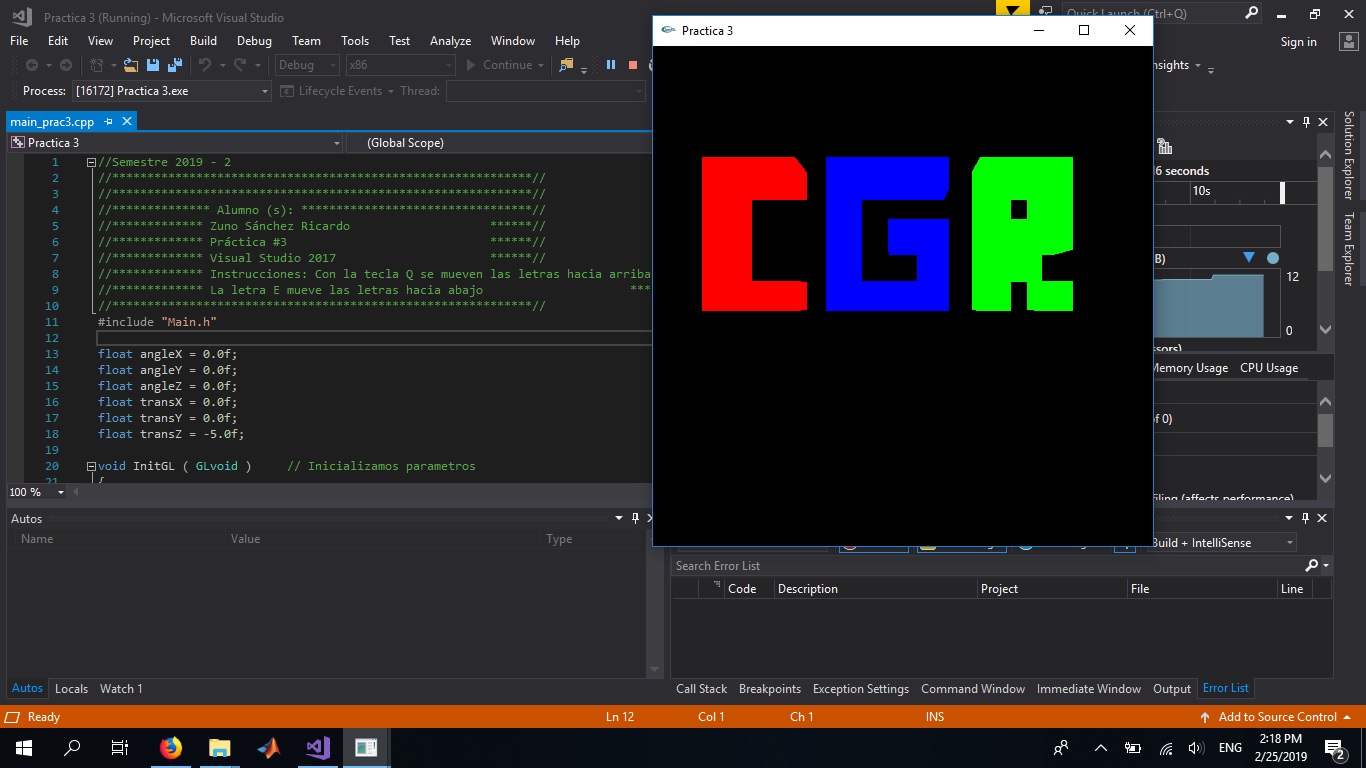 Practica 3 (Running) - Microsoft Visual Studio
Quick Launch (Ctrl+Q)
File Edit View Project Build Debug Team Tools Test Analyze Window Help
Sign in
Debug x86 Continue
nsights
Process: [16172] Practica 3.exe Lifecycle Events Thread:
main_prac3.cpp
Practica 3 (Global Scope)
1 //Semestre 2019 - 2
2 //************************************************************//
3 //************************************************************//
4 //************** Alumno (s): *********************************//
5 //************* Zuno Sánchez Ricardo ******//
6 //************* Práctica #3 ******//
7 //************* Visual Studio 2017 ******//
8 //************* Instrucciones: Con la tecla Q se mueven las letras hacia arriba
9 //************* La letra E mueve las letras hacia abajo ***
10 //************************************************************//
11 #include "Main.h"
12
13 float angleX = 0.0f;
14 float angleY = 0.0f;
15 float angleZ = 0.0f;
16 float transX = 0.0f;
17 float transY = 0.0f;
18 float transZ = -5.0f;
19
20 void InitGL ( GLvoid ) // Inicializamos parametros
21 {
100 %
Practica 3
CGR
6 seconds
10s
B)
12
0
ssors)
Memory Usage CPU Usage
of 0)
filing (affects performance)
Solution Explorer
Team Explorer
Autos
Name Value Type
Autos Locals Watch 1
Build + IntelliSense
Search Error List
Code Description Project File Line
Call Stack Breakpoints Exception Settings Command Window Immediate Window Output Error List
Ready Ln 12 Col 1 Ch 1 INS Add to Source Control
ENG
2:18 PM
2/25/2019
2